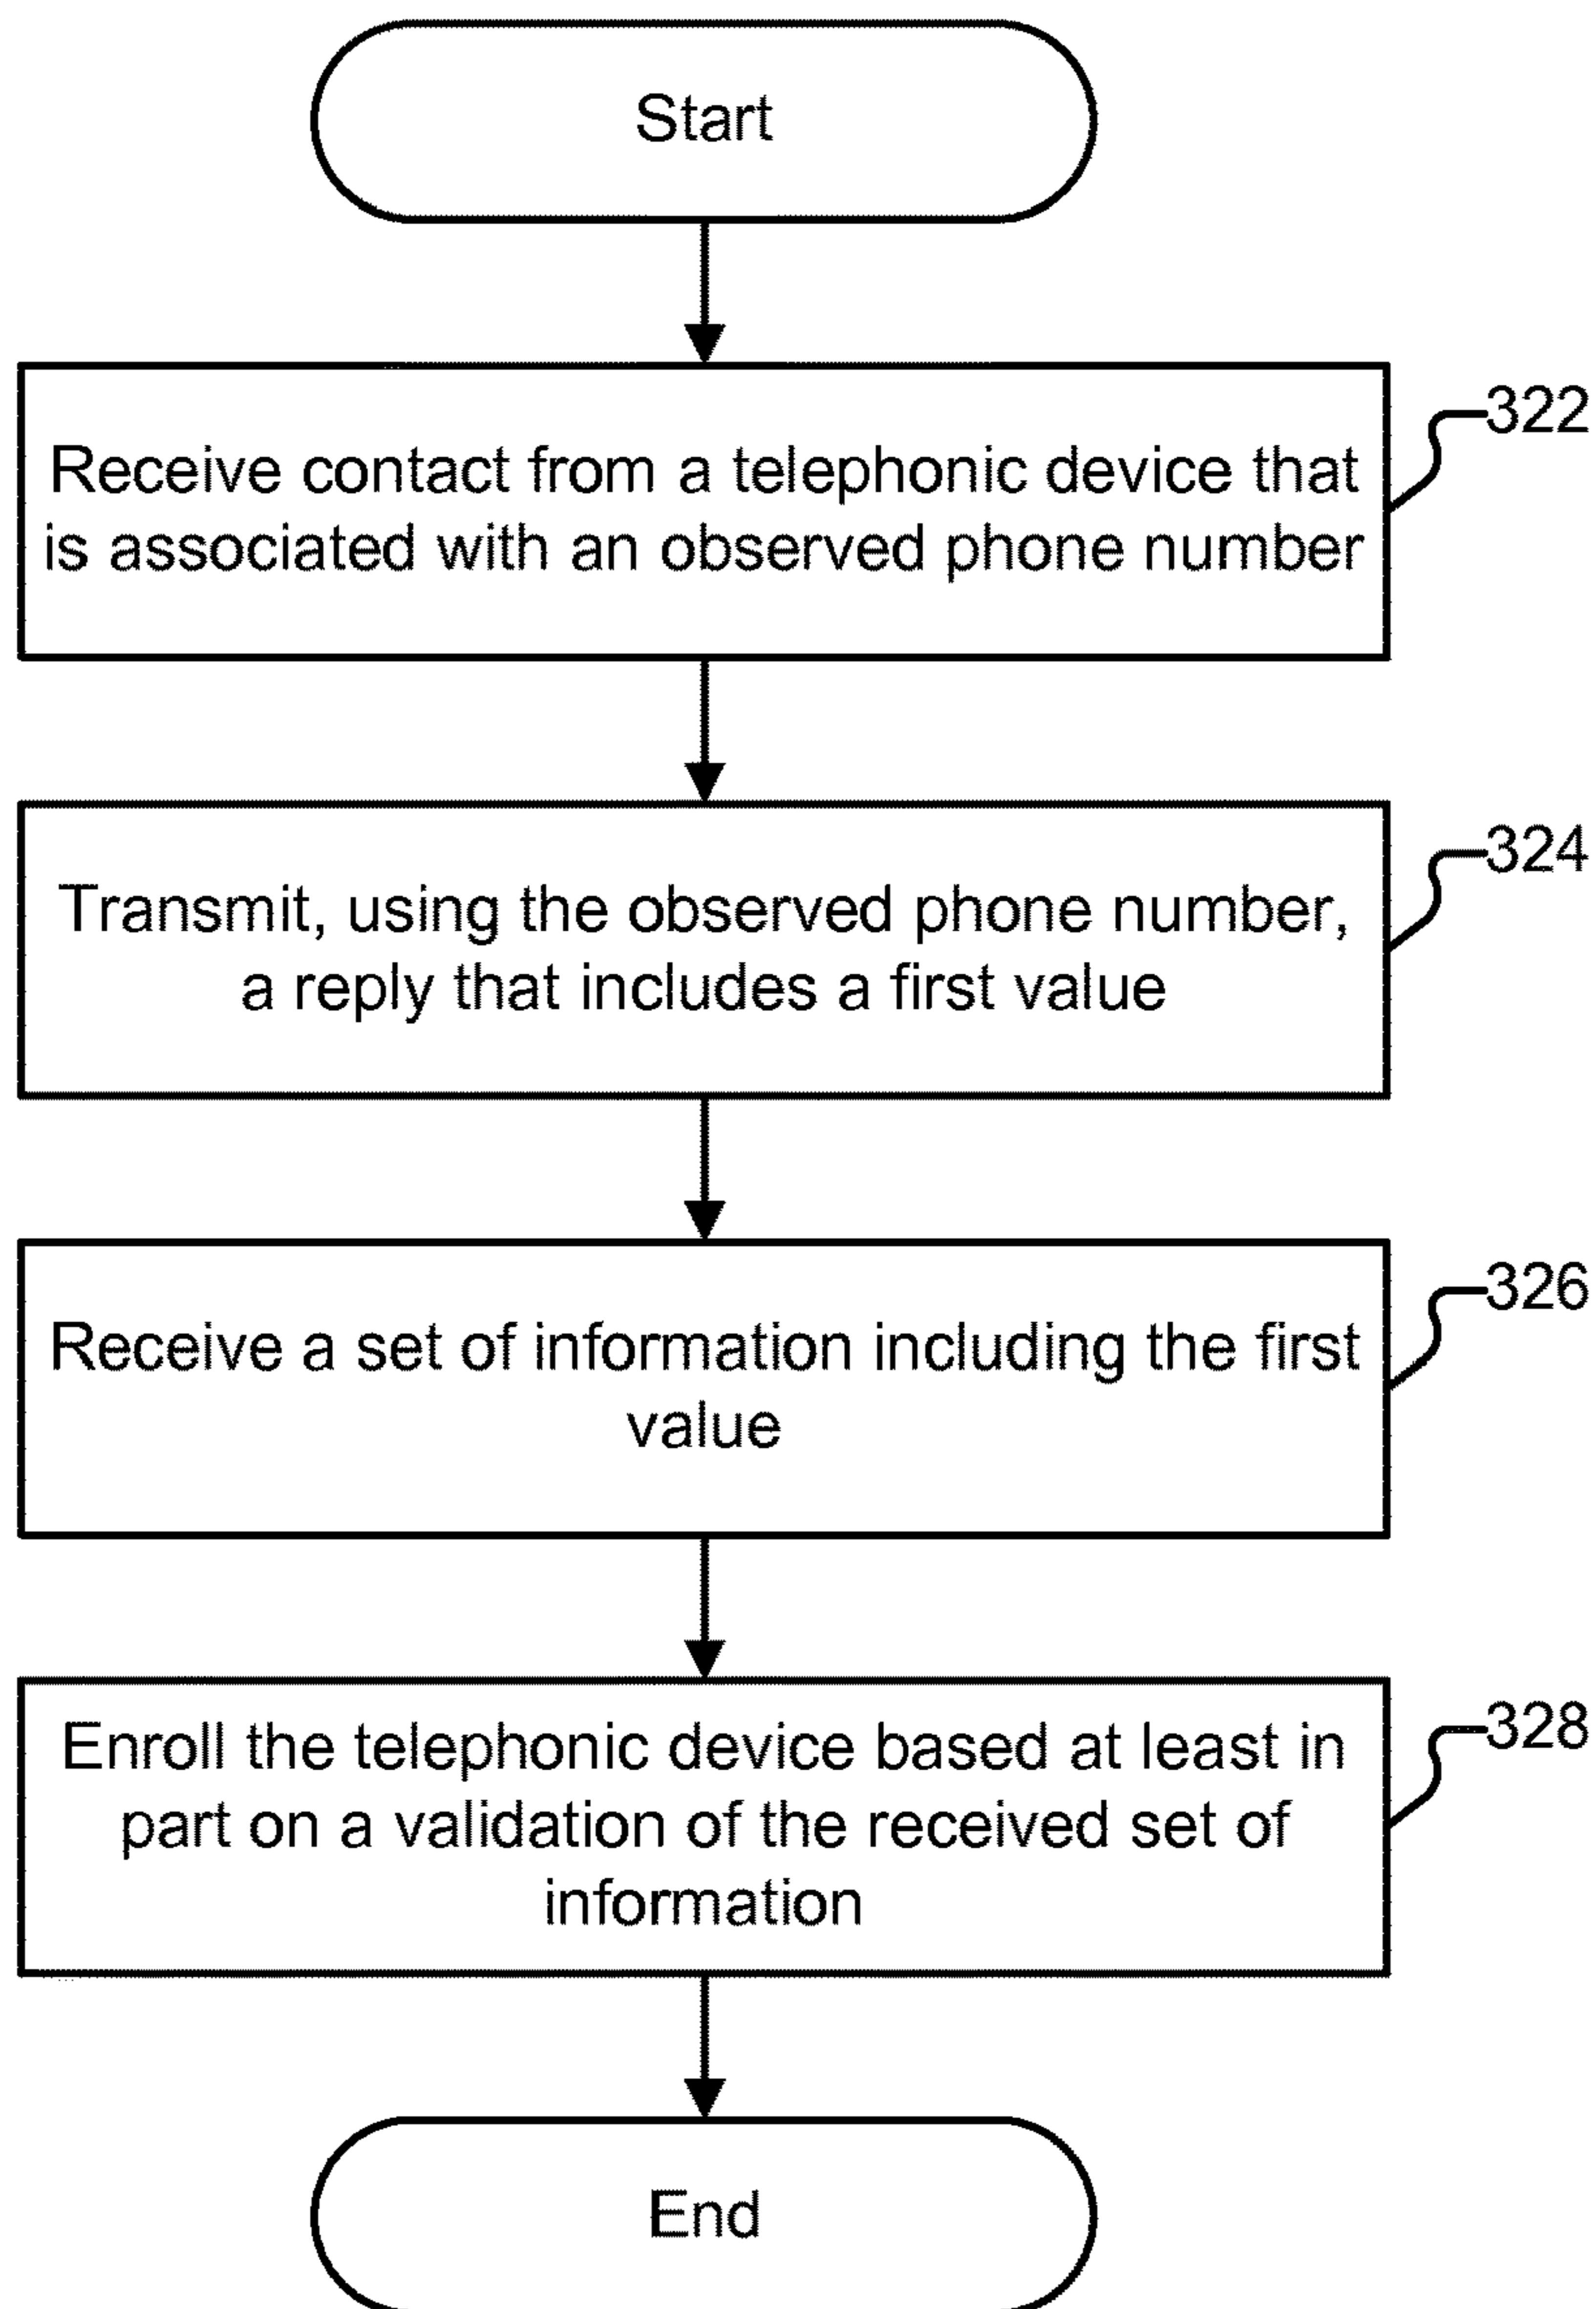 Start
322
Receive contact from a telephonic device that
is associated with an observed phone number
324
Transmit, using the observed phone number,
a reply that includes a first value
326
Receive a set of information including the first
value
328
Enroll the telephonic device based at least in
part on a validation of the received set of
information
End